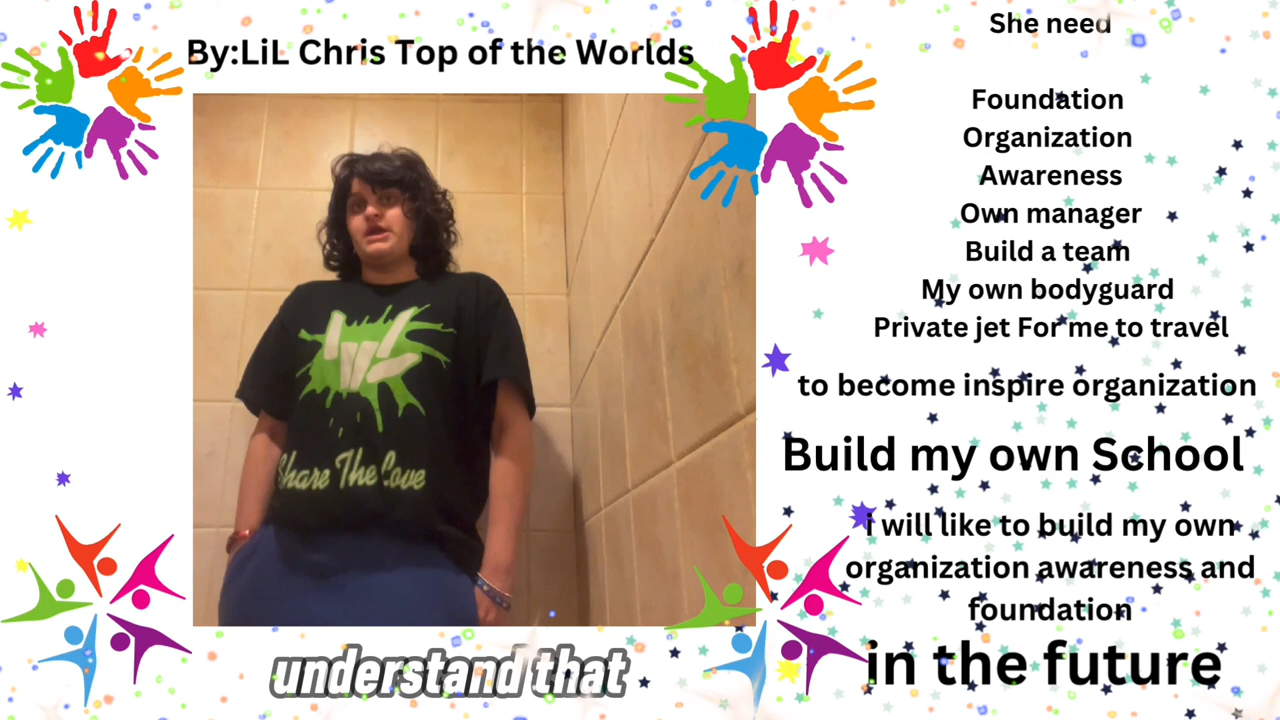 By:LiL Chris Top of the Worlds
Share The Love
understand that
She need
Foundation
Organization
Awareness
Own manager
Build a team
My own bodyguard
Private jet For me to travel
to become inspire organization
Build my own School
i will like to build my own
organization awareness and
foundation
in the future